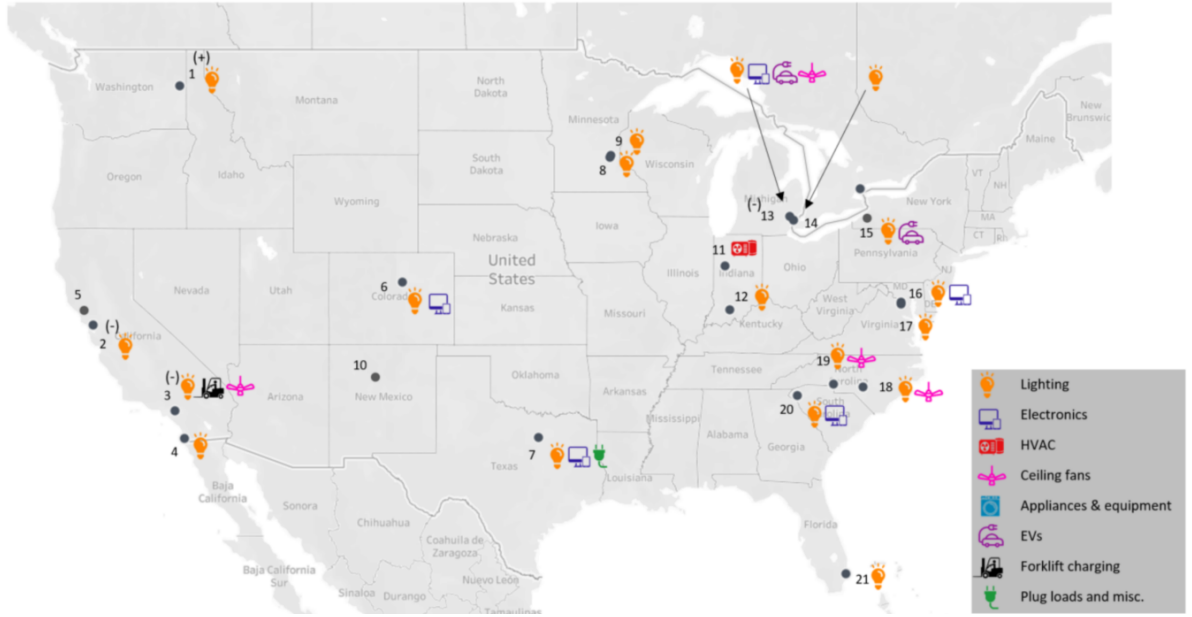 (+)
1
Washington
Montana
North
Dakota
Minnesota
9
8
Wisconsin
South
Dakota
Oregon
Idaho
Wyoming
Iowa
Nebraska
Nevada
Utah
6
Colorad
United
States
Kansas
Missouri
Illinois
5
(-)
2
California
(-)
3
4
Arizona
10
New Mexico
Oklahoma
Arkansas
Texas
7
Louisiana
Mississippi
Alabama
Georgia
Tennessee
Kentucky
11
Indiana
12
Ohio
West
Virginia
Virginia
Michigan
(-)
13
14
15
Pennsylvania
New York
VT
NH
MA
CT
RI
NJ
MD
DE
Maine
New
Brunswic
16
17
19
North
18
20
South
Florida
21
Baja
California
Sonora
Chihuahua
Coahuila de
Zaragoza
Baja California
Sur
Sinaloa
Durango
Nuevo León
Tamaulipas
Lighting
Electronics
HVAC
Ceiling fans
Appliances & equipment
EVs
Forklift charging
Plug loads and misc.